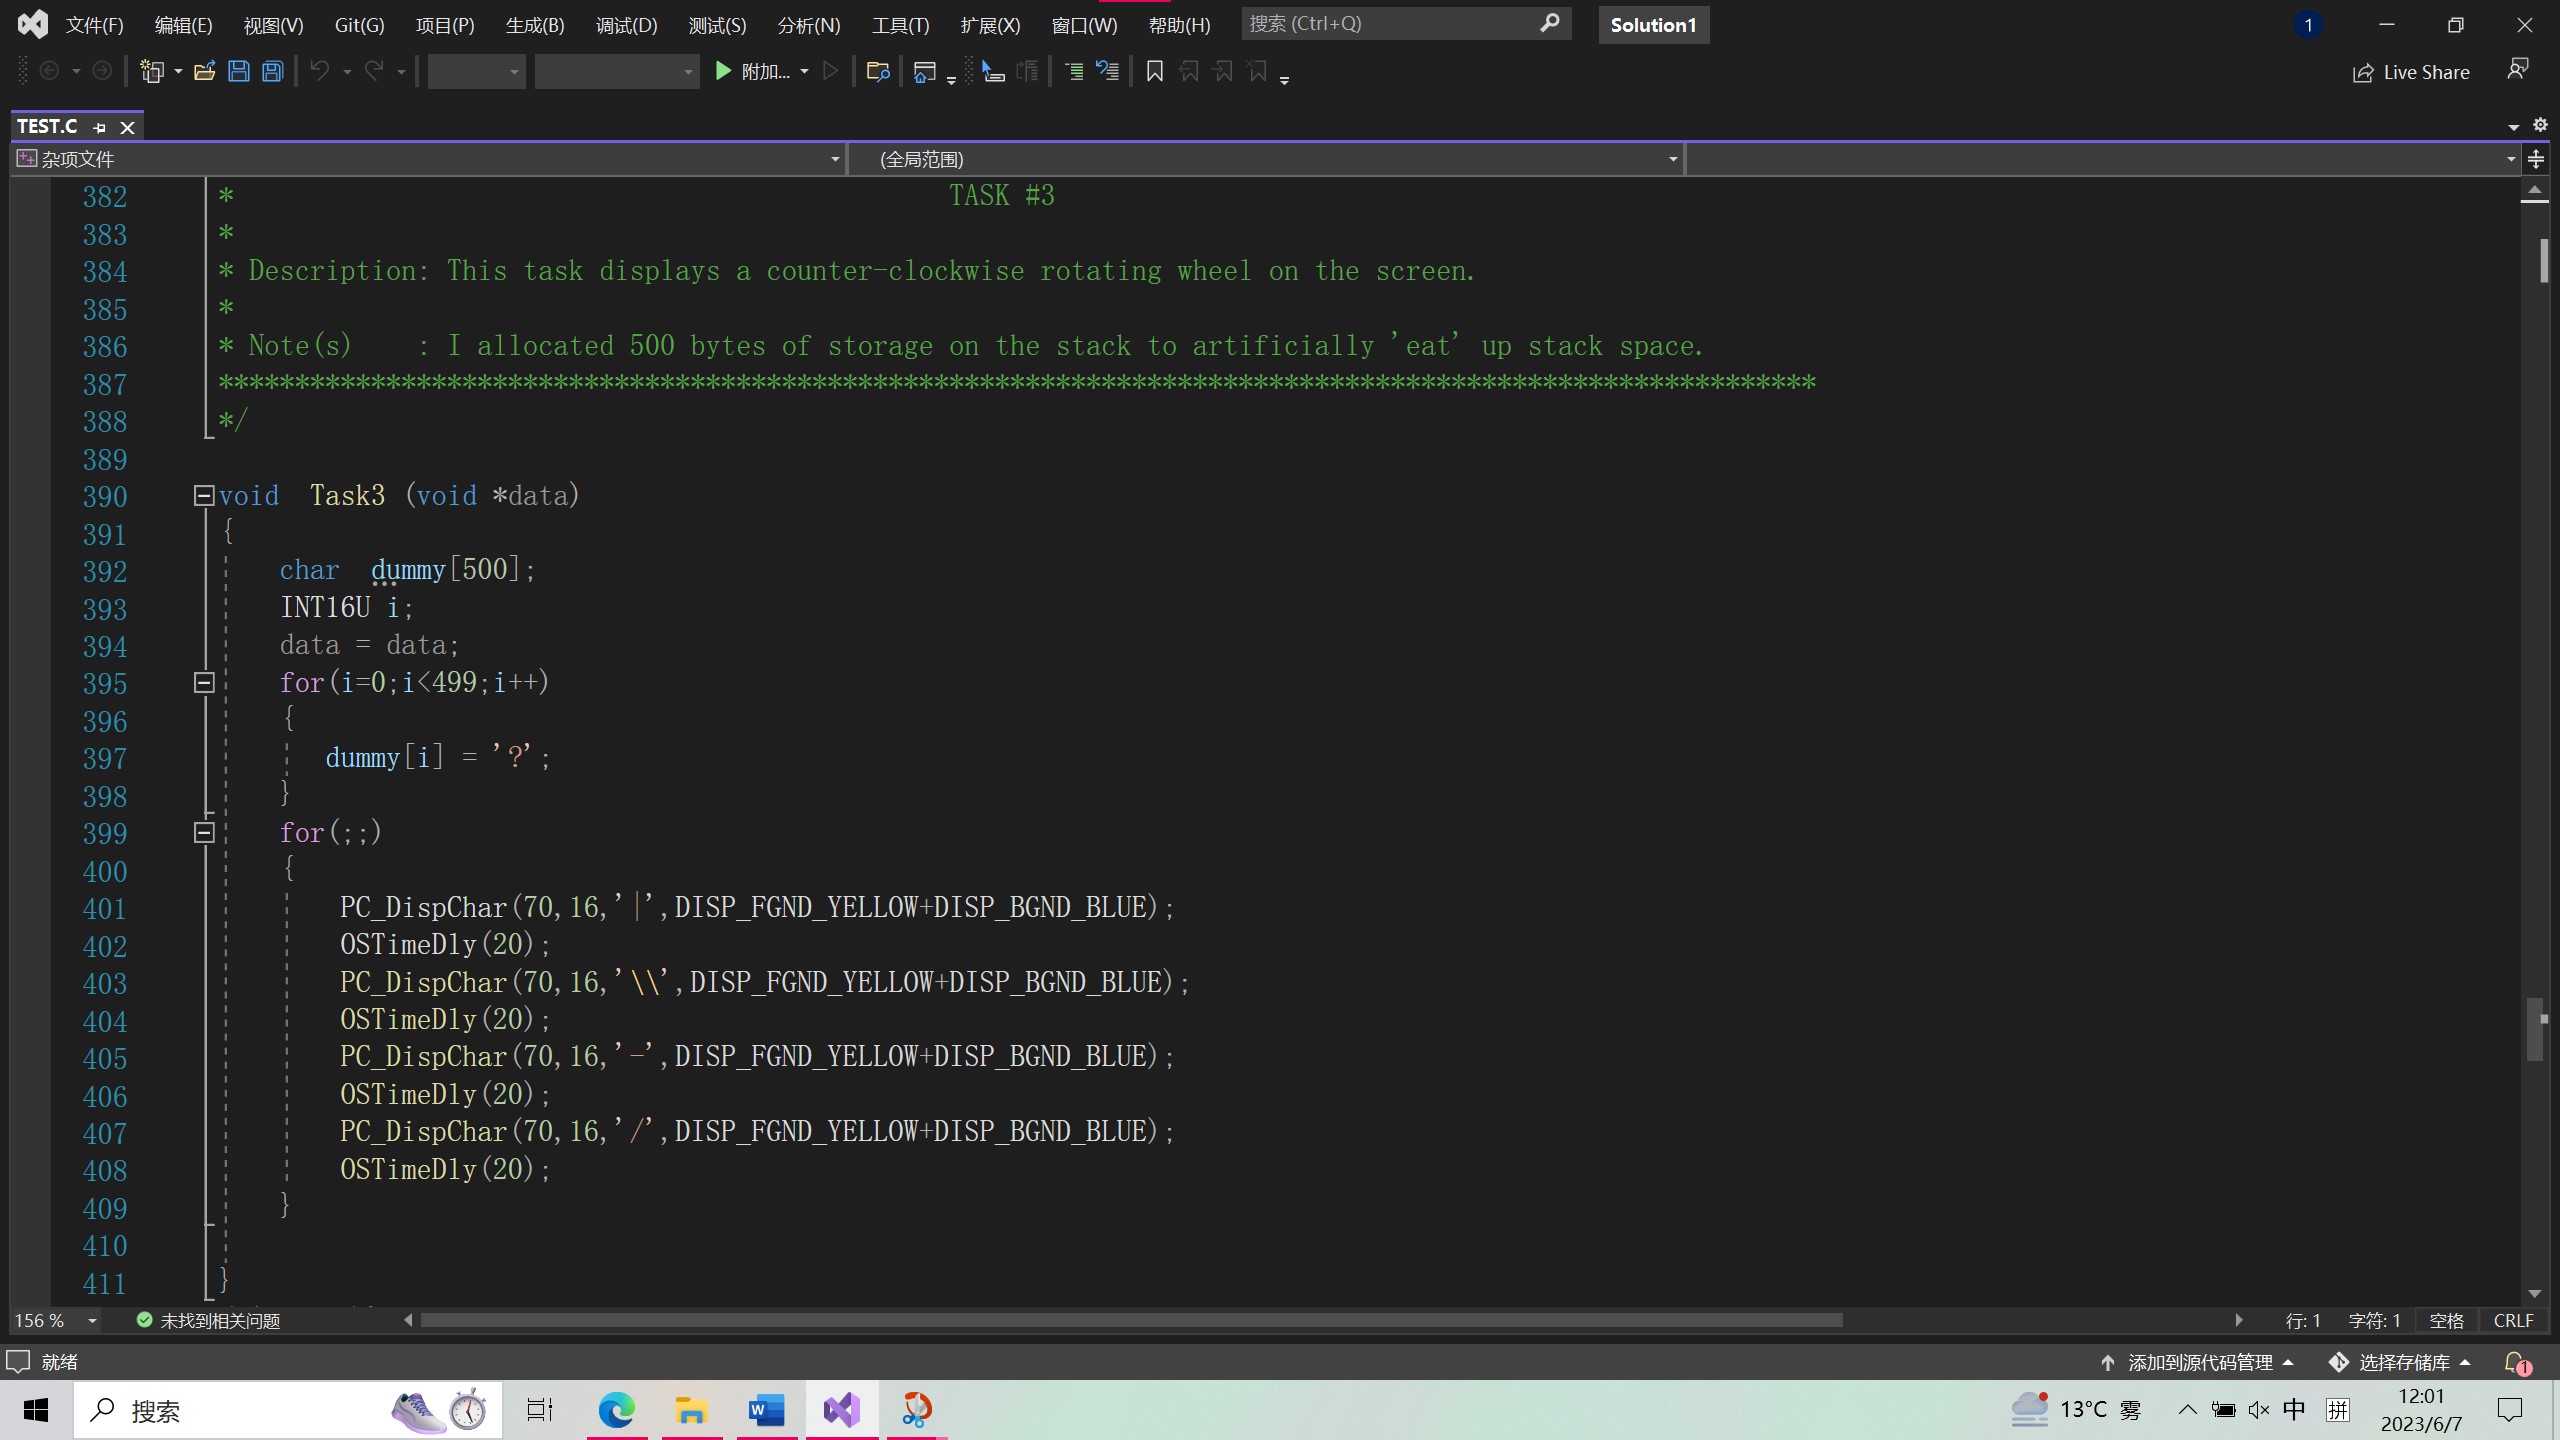 文件(F) 编辑(E) 视图(V) Git(G) 项目(P) 生成(B) 调试(D) 测试(S) 分析(N) 工具(T) 扩展(X) 窗口(W) 帮助(H) 搜索 (Ctrl+Q) Solution1 1
附加... Live Share
TEST.C
杂项文件 (全局范围)
382 * TASK #3
383 *
384 * Description: This task displays a counter-clockwise rotating wheel on the screen.
385 *
386 * Note(s)    : I allocated 500 bytes of storage on the stack to artificially 'eat' up stack space.
387 *********************************************************************************************************
388 */
389
390 void  Task3 (void *data)
391 {
392     char  dummy[500];
393     INT16U i;
394     data = data;
395     for(i=0;i<499;i++)
396     {
397        dummy[i] = '?';
398     }
399     for(;;)
400     {
401         PC_DispChar(70,16,'|',DISP_FGND_YELLOW+DISP_BGND_BLUE);
402         OSTimeDly(20);
403         PC_DispChar(70,16,'\\',DISP_FGND_YELLOW+DISP_BGND_BLUE);
404         OSTimeDly(20);
405         PC_DispChar(70,16,'-',DISP_FGND_YELLOW+DISP_BGND_BLUE);
406         OSTimeDly(20);
407         PC_DispChar(70,16,'/',DISP_FGND_YELLOW+DISP_BGND_BLUE);
408         OSTimeDly(20);
409     }
410
411 }
156 % 未找到相关问题 行: 1 字符: 1 空格 CRLF
就绪 添加到源代码管理 选择存储库 1
搜索 13°C 雾 中 拼 12:01
2023/6/7